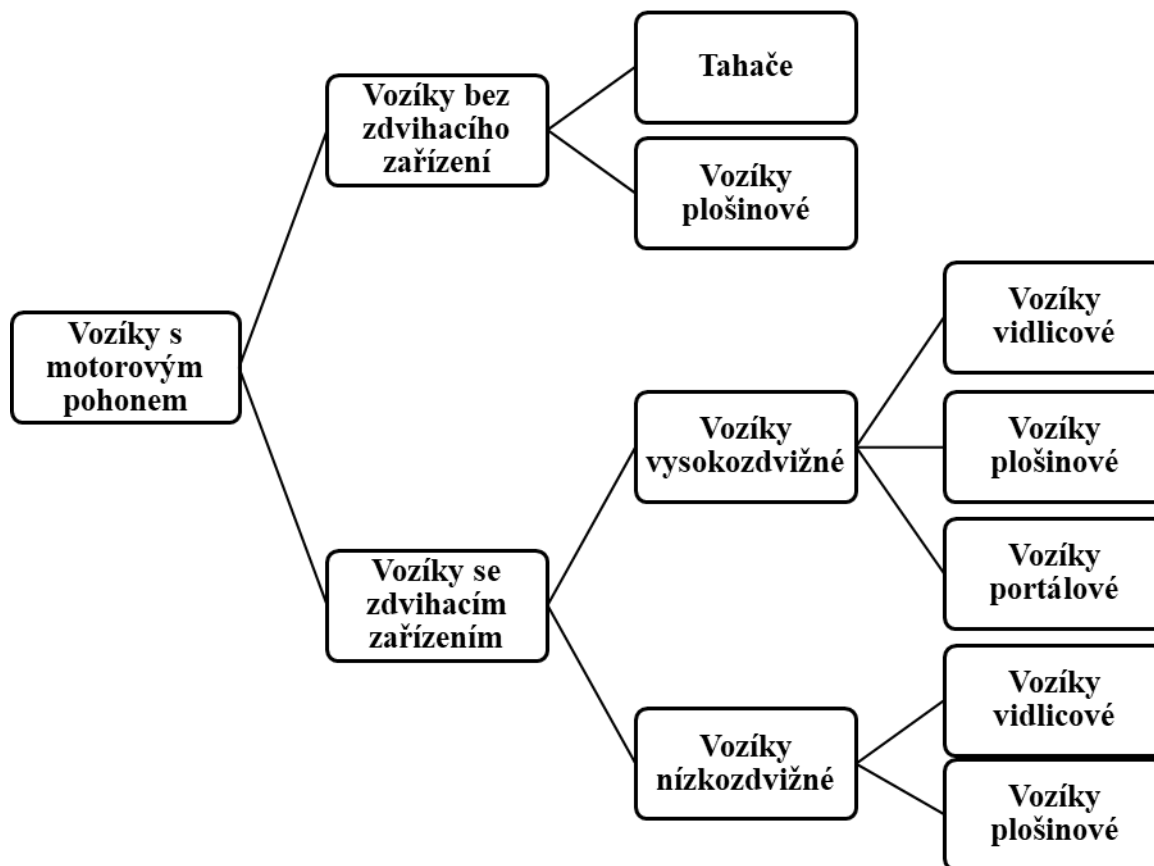 Tahače
Vozíky bez
zdvihacího
zařízení
Vozíky
plošinové
Vozíky s
motorovým
pohonem
Vozíky
vidlicové
Vozíky
vysokozdvižné
Vozíky
plošinové
Vozíky
portálové
Vozíky se
zdvihacím
zařízením
Vozíky
vidlicové
Vozíky
nízkozdvižné
Vozíky
plošinové